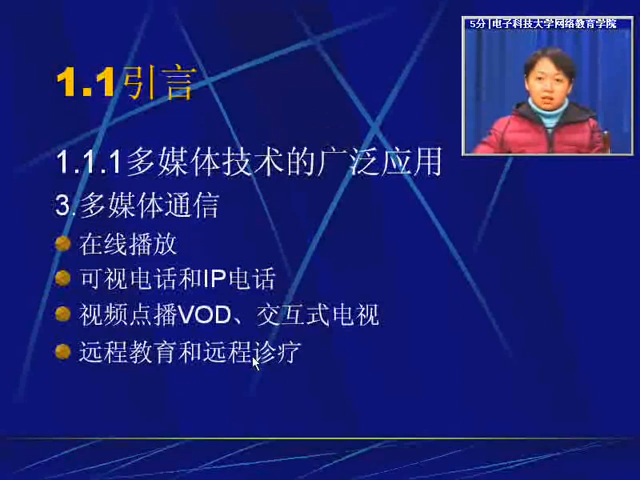 5分|电子科技大学网络教育学院
1.1引言
1.1.1多媒体技术的广泛应用
3.多媒体通信
在线播放
可视电话和IP电话
视频点播VOD、交互式电视
远程教育和远程诊疗